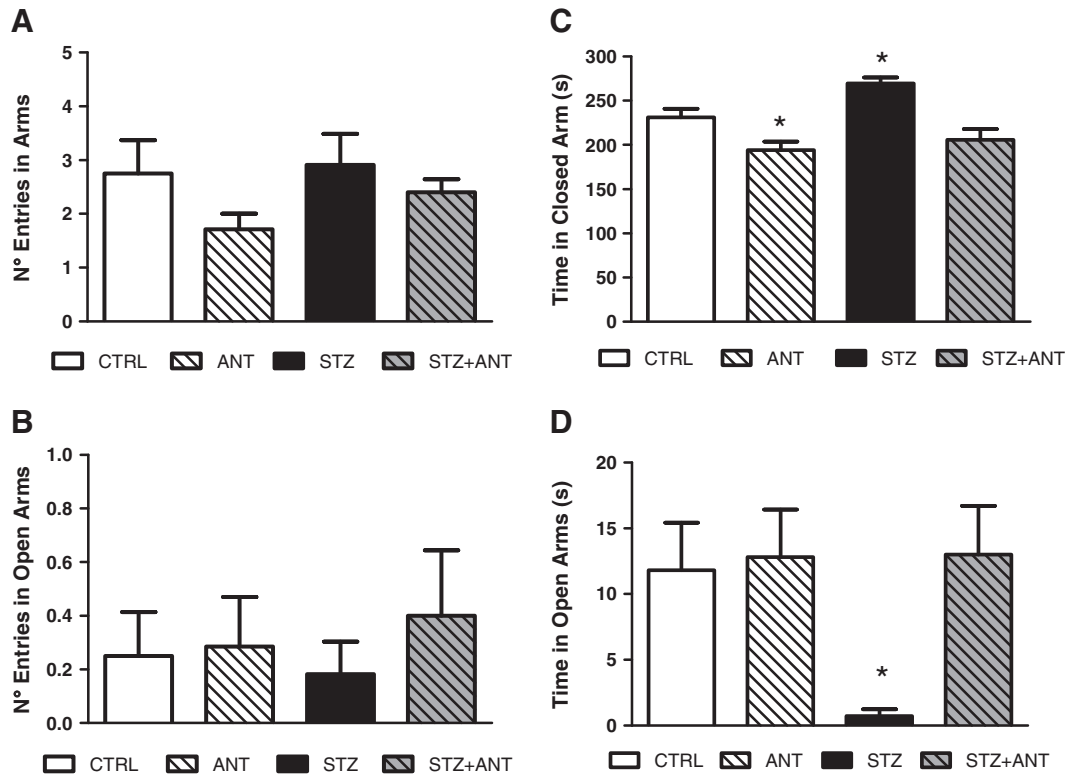 A
N° Entries in Arms
5
4
3
2
1
0
CTRL ANT STZ STZ+ANT
C
Time in Closed Arm (s)
300
250
200
150
100
50
0
*
*
CTRL ANT STZ STZ+ANT
B
N° Entries in Open Arms
1.0
0.8
0.6
0.4
0.2
0.0
CTRL ANT STZ STZ+ANT
D
Time in Open Arms (s)
20
15
10
5
0
*
CTRL ANT STZ STZ+ANT